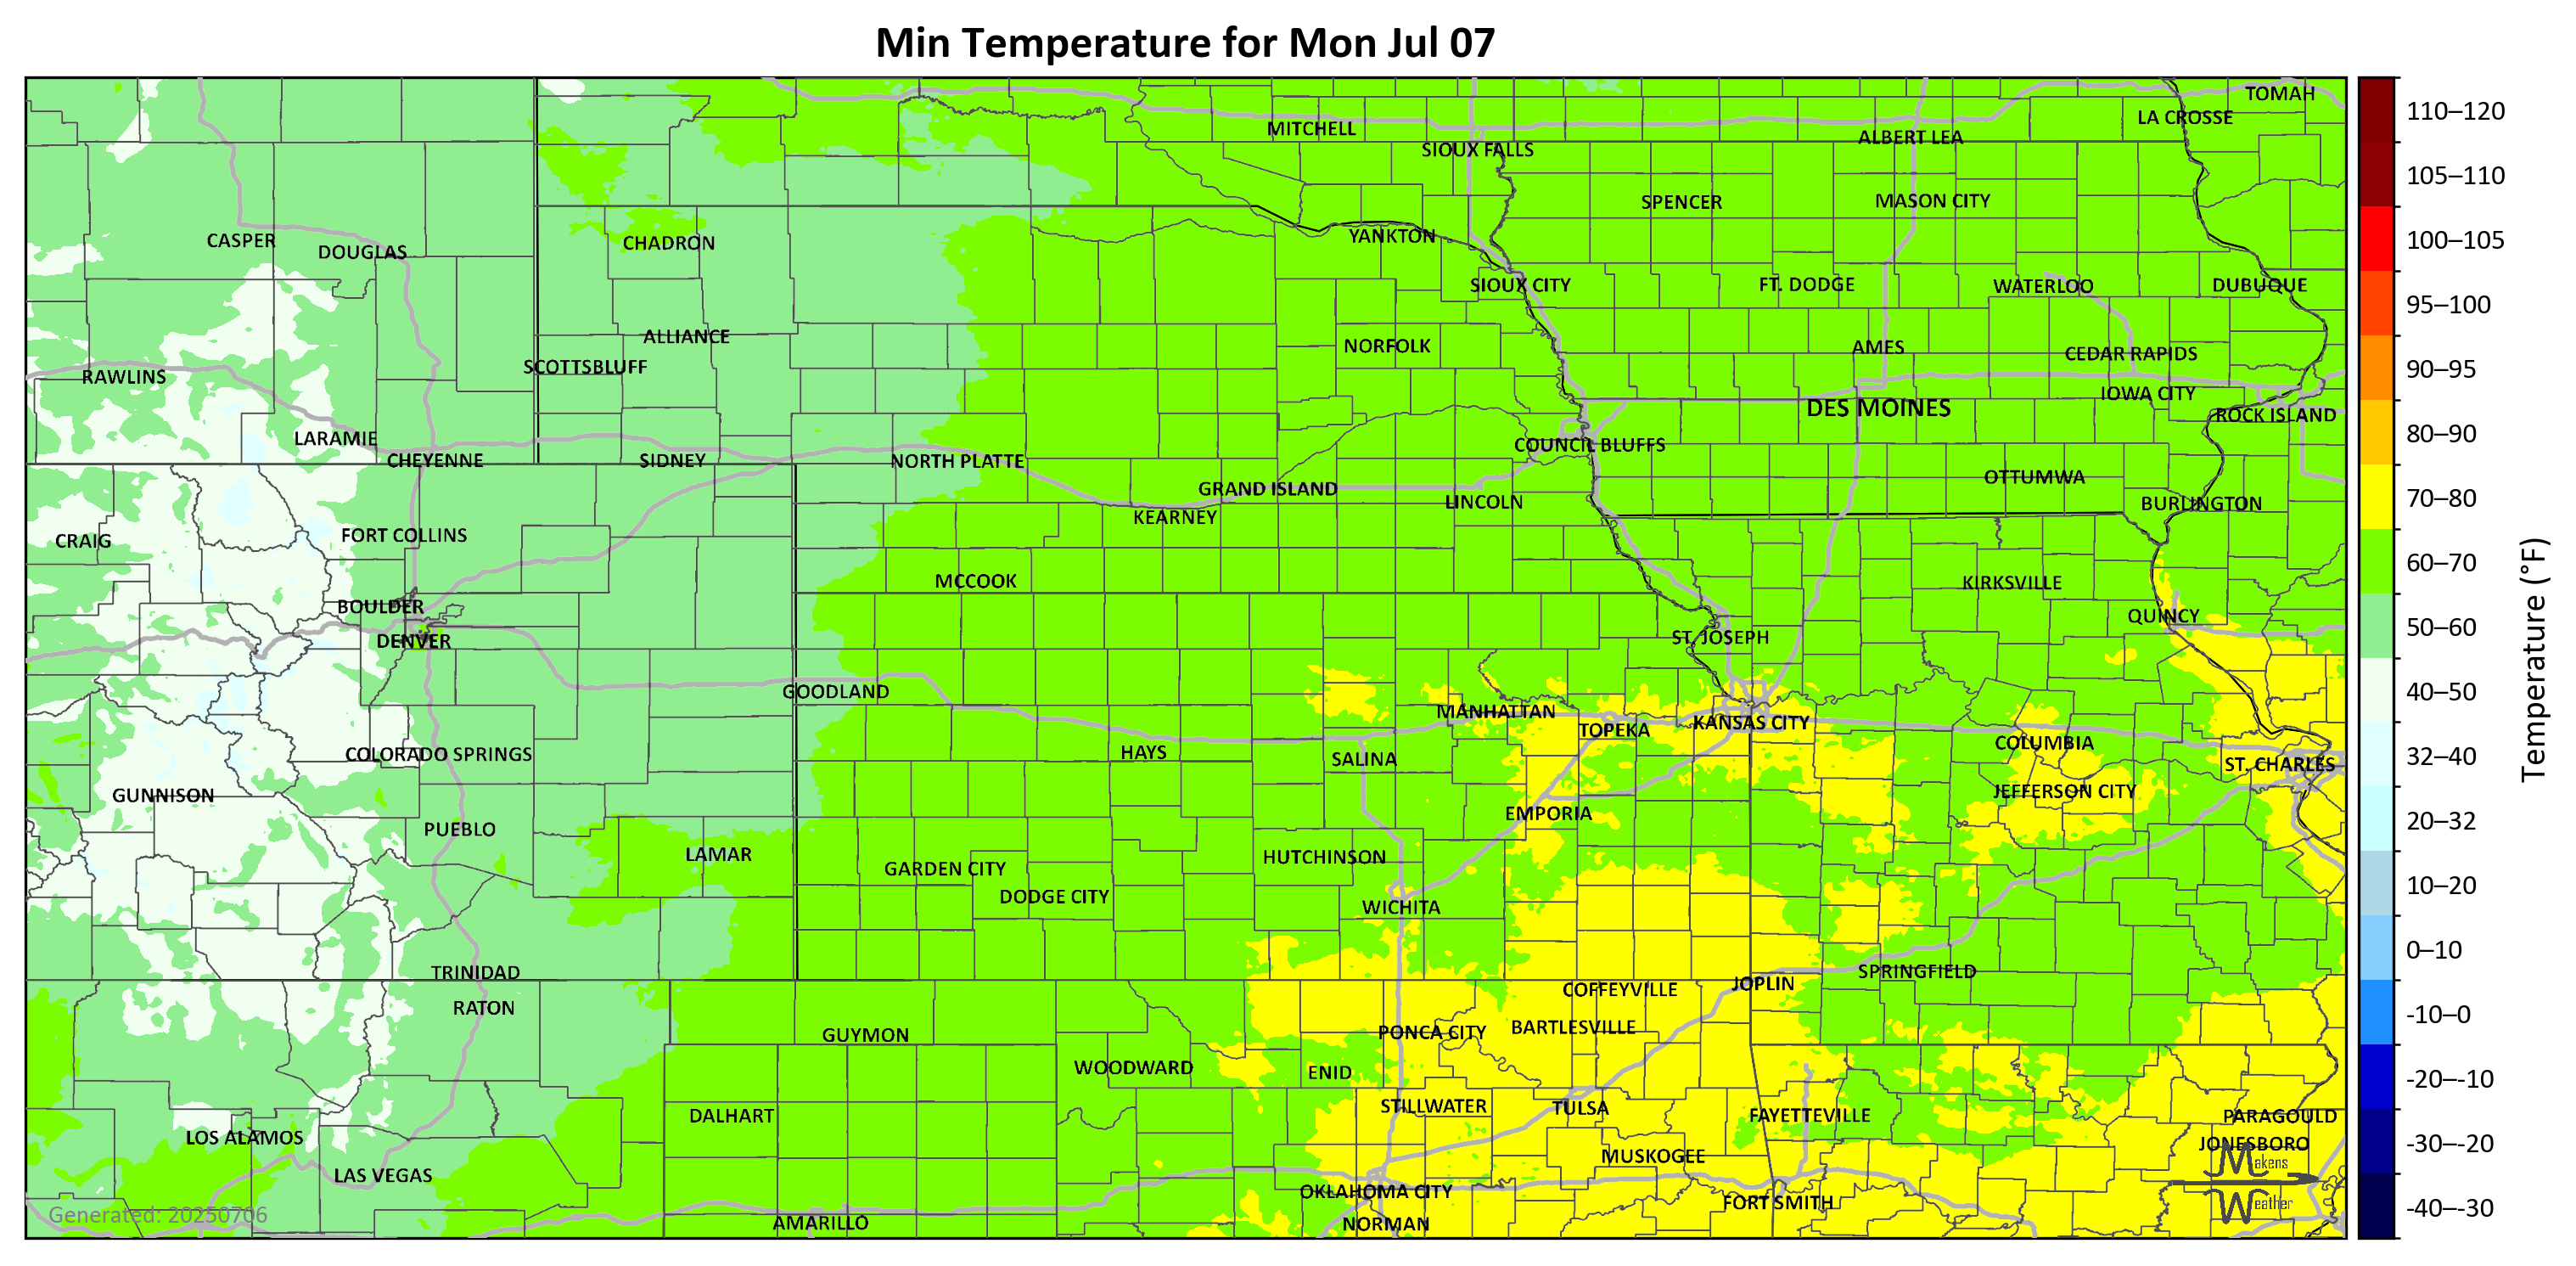 Min Temperature for Mon Jul 07
TOMAH
LA CROSSE
MITCHELL
ALBERT LEA
SIOUX FALLS
SPENCER
MASON CITY
CASPER
DOUGLAS
CHADRON
YANKTON
SIOUX CITY
FT. DODGE
WATERLOO
DUBUQUE
ALLIANCE
NORFOLK
AMES
CEDAR RAPIDS
SCOTTSBLUFF
RAWLINS
IOWA CITY
DES MOINES
ROCK ISLAND
LARAMIE
COUNCIL BLUFFS
CHEYENNE
SIDNEY
NORTH PLATTE
OTTUMWA
GRAND ISLAND
LINCOLN
BURLINGTON
KEARNEY
FORT COLLINS
CRAIG
MCCOOK
KIRKSVILLE
BOULDER
QUINCY
DENVER
ST. JOSEPH
GOODLAND
MANHATTAN
KANSAS CITY
TOPEKA
COLUMBIA
COLORADO SPRINGS
HAYS
SALINA
ST. CHARLES
JEFFERSON CITY
GUNNISON
EMPORIA
PUEBLO
LAMAR
HUTCHINSON
GARDEN CITY
DODGE CITY
WICHITA
TRINIDAD
SPRINGFIELD
JOPLIN
COFFEYVILLE
RATON
BARTLESVILLE
PONCA CITY
GUYMON
WOODWARD
ENID
STILLWATER
TULSA
DALHART
FAYETTEVILLE
PARAGOULD
LOS ALAMOS
JONESBORO
MUSKOGEE
LAS VEGAS
OKLAHOMA CITY
FORT SMITH
AMARILLO
NORMAN
Generated: 20250706
Makens
Weather
110–120
105–110
100–105
95–100
90–95
80–90
70–80
60–70
50–60
40–50
32–40
20–32
10–20
0–10
-10–0
-20–-10
-30–-20
-40–-30
Temperature (°F)